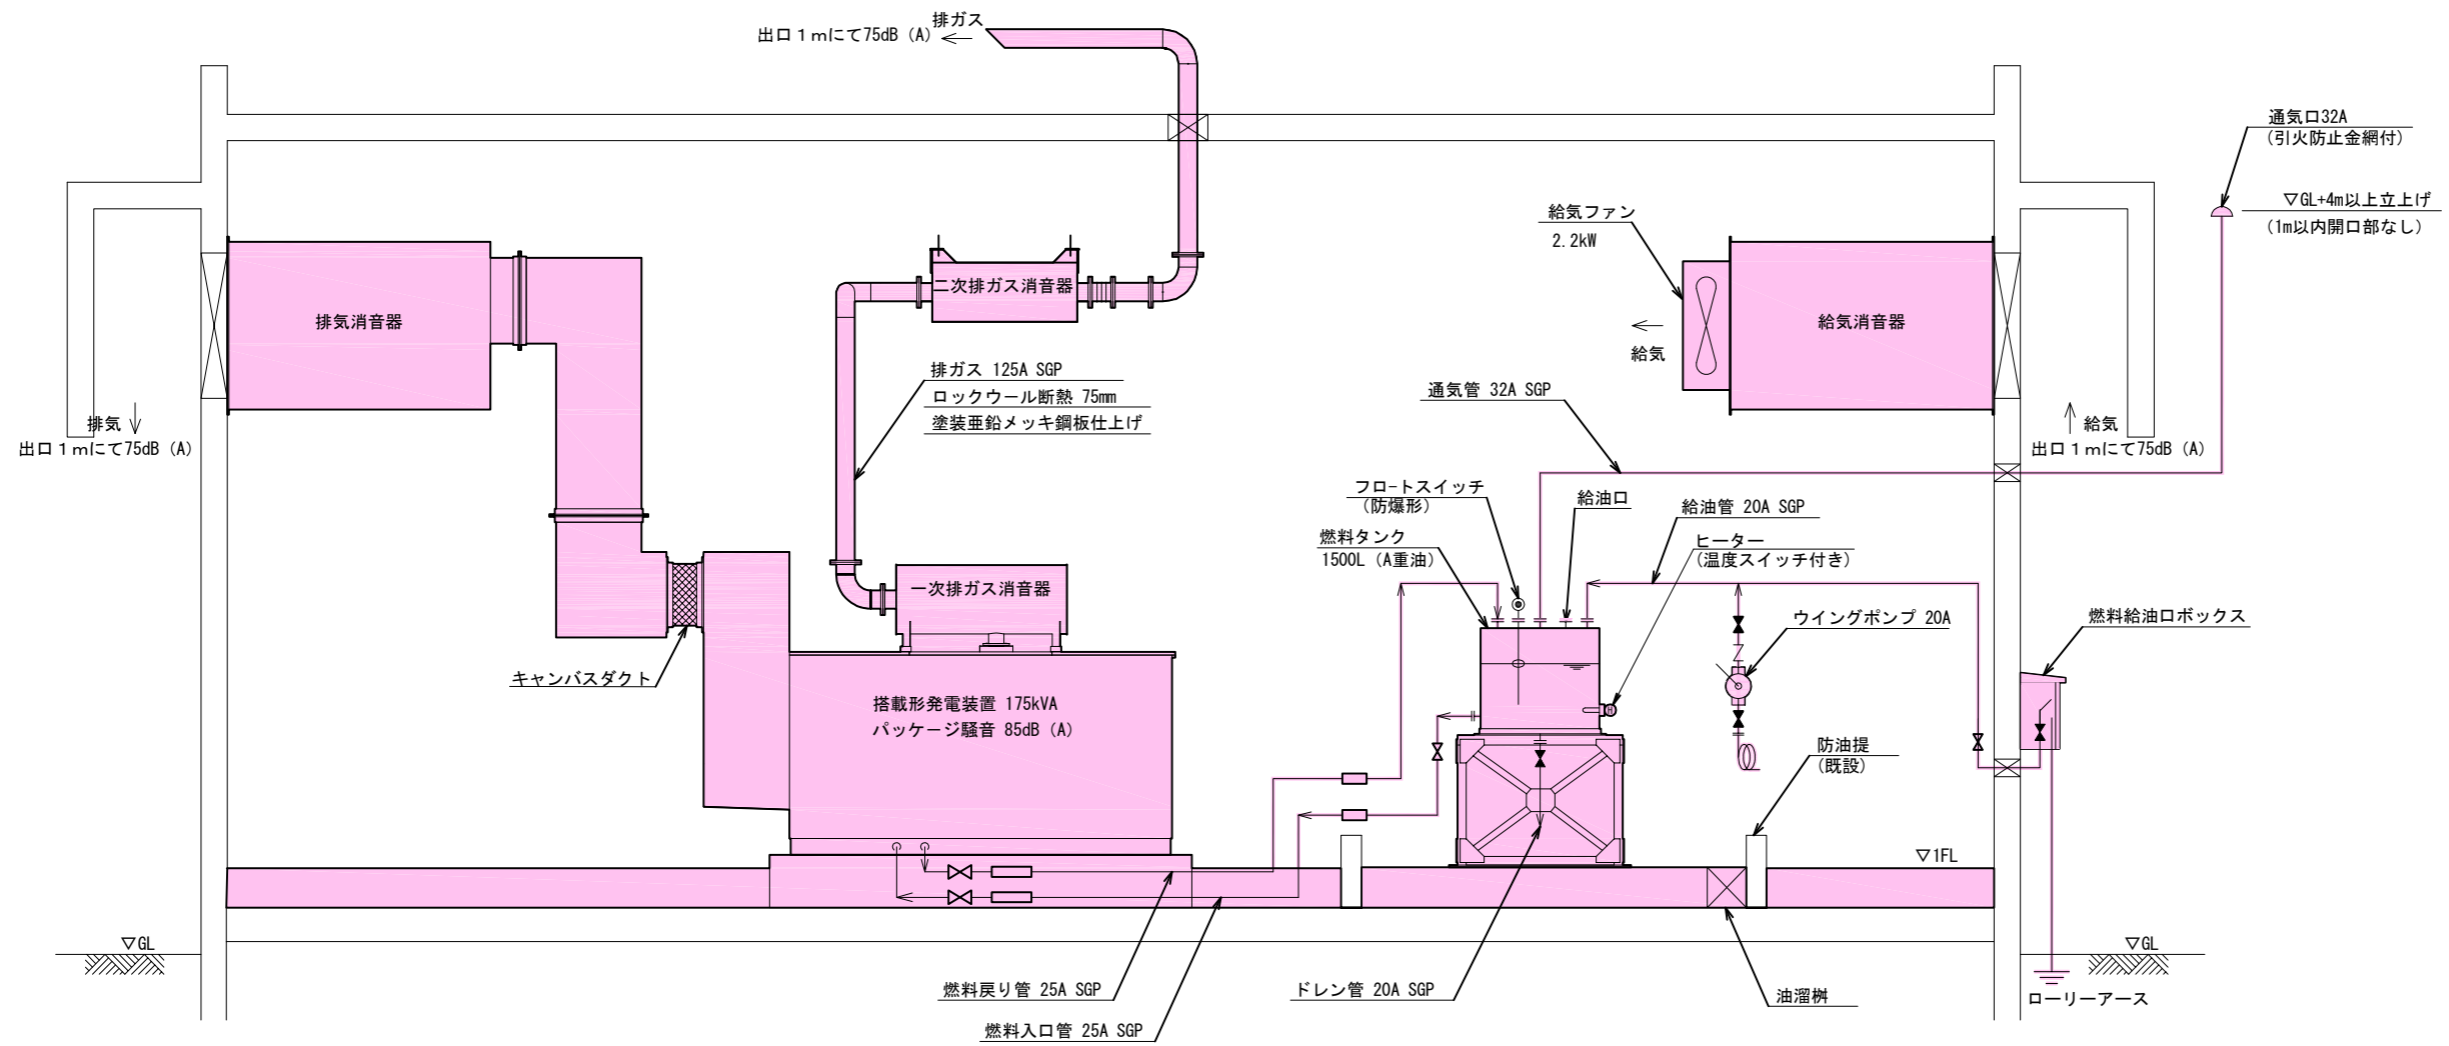 排ガス
出口１ｍにて75dB（A）
通気口32A
（引火防止金網付）
▽GL+4m以上立上げ
（1m以内開口部なし）
給気ファン
2.2kW
二次排ガス消音器
排気消音器
給気消音器
給気
排ガス 125A SGP
ロックウール断熱 75mm
塗装亜鉛メッキ鋼板仕上げ
通気管 32A SGP
排気
出口１ｍにて75dB（A）
給気
出口１ｍにて75dB（A）
フロートスイッチ
（防爆形）
給油口
給油管 20A SGP
燃料タンク
1500L（A重油）
ヒーター
（温度スイッチ付き）
一次排ガス消音器
ウイングポンプ 20A
燃料給油口ボックス
キャンバスダクト
搭載形発電装置 175kVA
パッケージ騒音 85dB（A）
防油提
（既設）
▽1FL
▽GL
▽GL
燃料戻り管 25A SGP
ドレン管 20A SGP
油溜桝
ローリーアース
燃料入口管 25A SGP